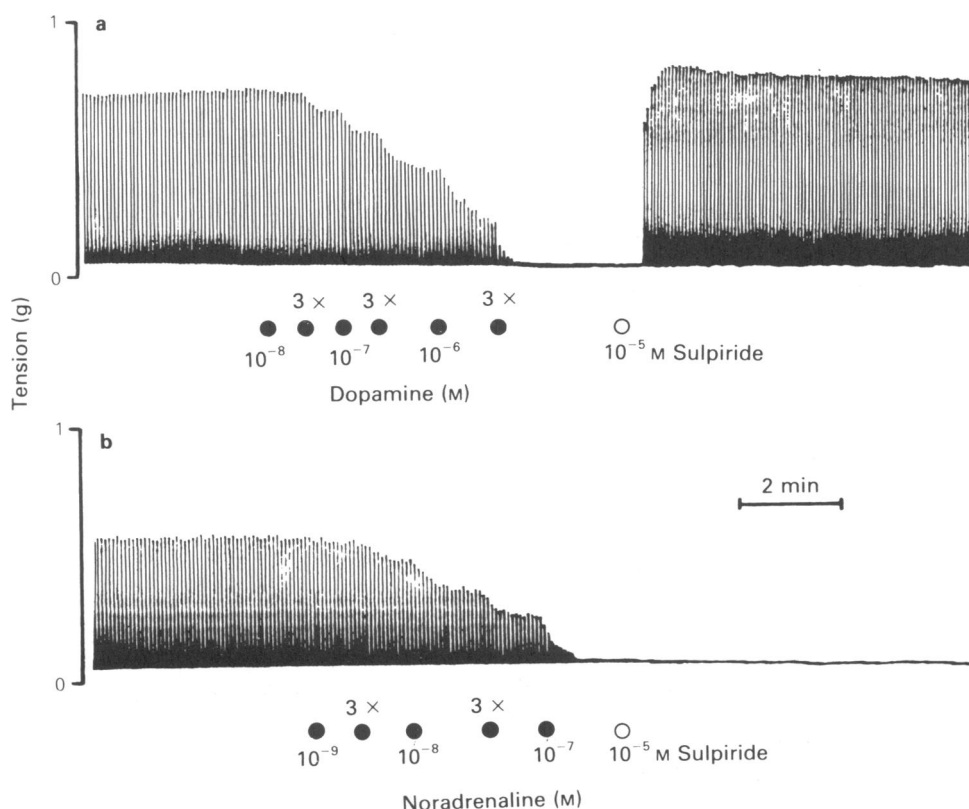 1
a
0
3 × 3 × 3 ×
10⁻⁸ 10⁻⁷ 10⁻⁶ 10⁻⁵ M Sulpiride
Dopamine (M)
Tension (g)
1
b
2 min
0
3 × 3 ×
10⁻⁹ 10⁻⁸ 10⁻⁷ 10⁻⁵ M Sulpiride
Noradrenaline (M)